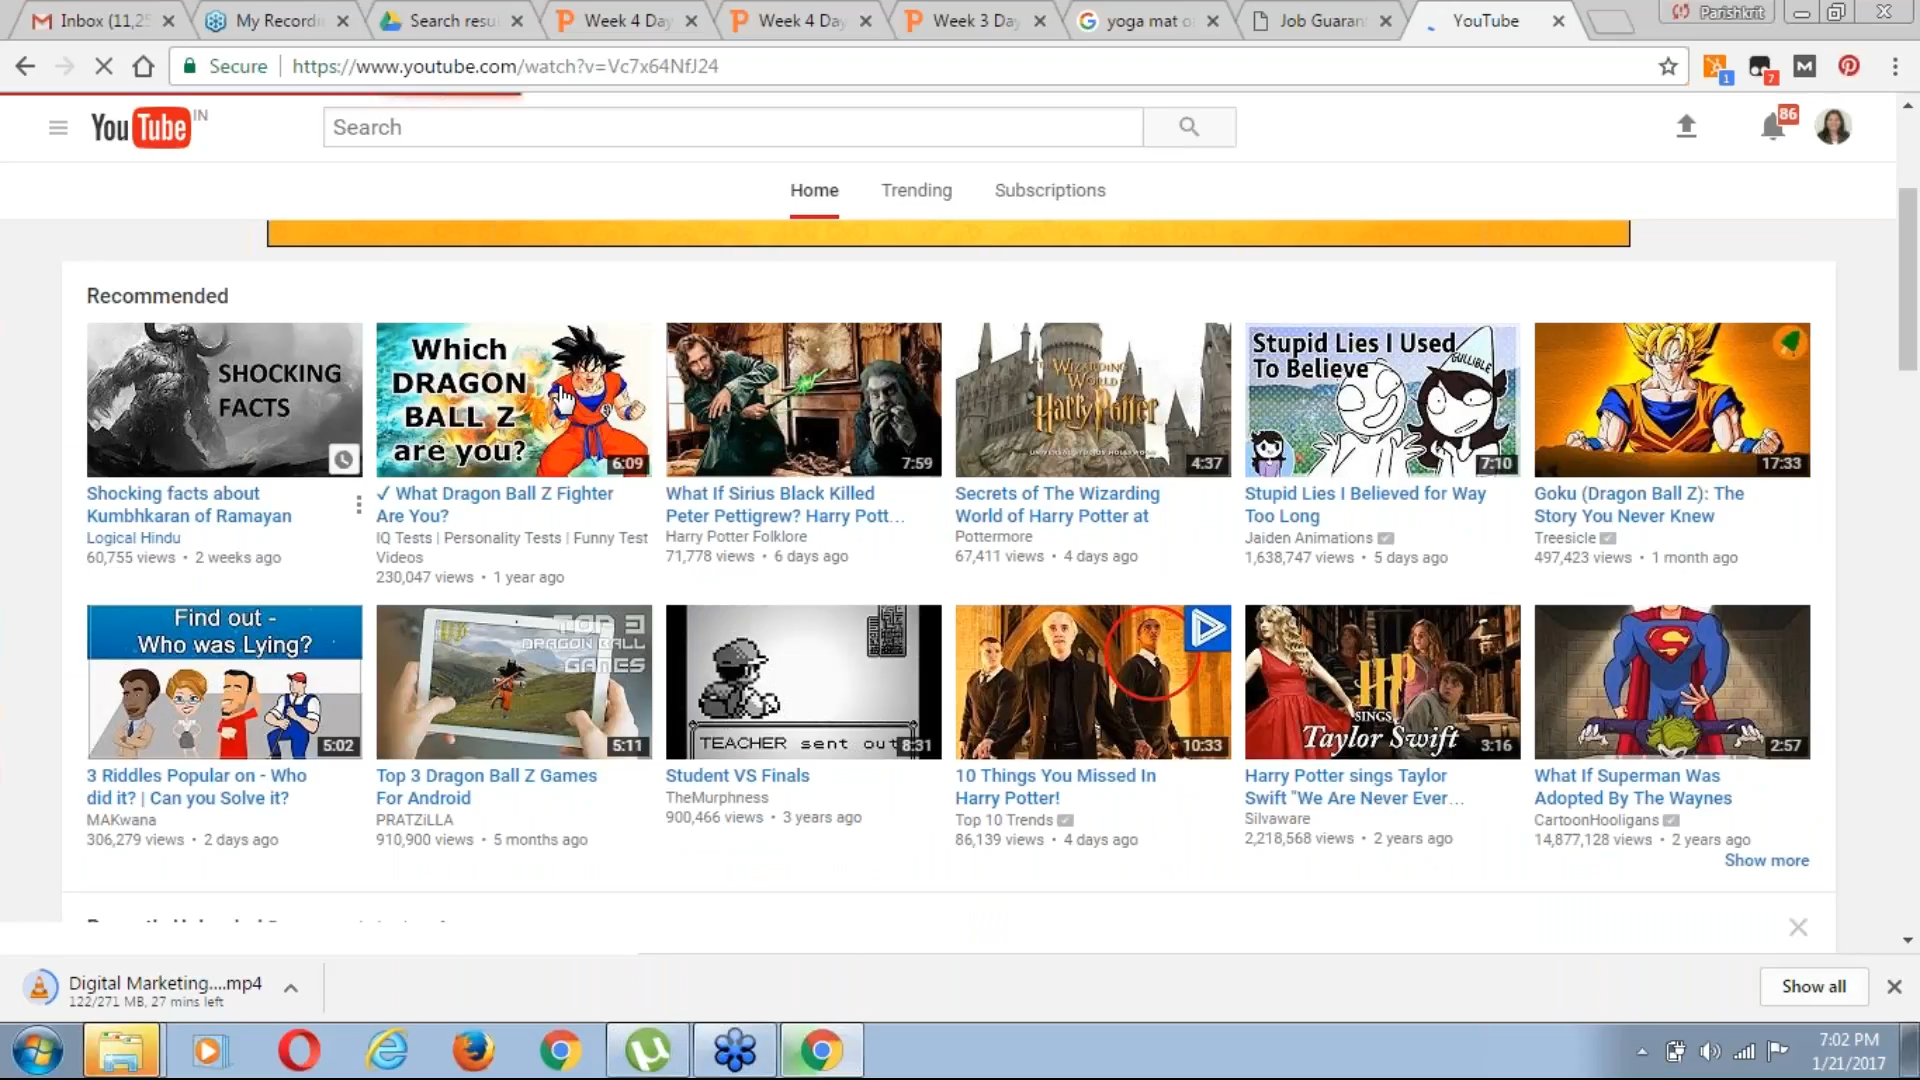 Inbox (11,25
My Recordi
Search resu
Week 4 Day
Week 4 Day
Week 3 Day
yoga mat o
Job Guaran
YouTube
Parishkrit
Secure
https://www.youtube.com/watch?v=Vc7x64NfJ24
1
7
YouTube IN
Search
86
Home
Trending
Subscriptions
Recommended
SHOCKING
FACTS
Shocking facts about
Kumbhkaran of Ramayan
Logical Hindu
60,755 views • 2 weeks ago
Which
DRAGON
BALL Z
are you?
6:09
✓ What Dragon Ball Z Fighter
Are You?
IQ Tests | Personality Tests | Funny Test
Videos
230,047 views • 1 year ago
7:59
What If Sirius Black Killed
Peter Pettigrew? Harry Pott...
Harry Potter Folklore
71,778 views • 6 days ago
Wizarding
World
Harry Potter
UNIVERSAL STUDIOS HOLLYWOOD
4:37
Secrets of The Wizarding
World of Harry Potter at
Pottermore
67,411 views • 4 days ago
Stupid Lies I Used
To Believe
GULLIBLE
7:10
Stupid Lies I Believed for Way
Too Long
Jaiden Animations
1,638,747 views • 5 days ago
17:33
Goku (Dragon Ball Z): The
Story You Never Knew
Treesicle
497,423 views • 1 month ago
Find out -
Who was Lying?
5:02
3 Riddles Popular on - Who
did it? | Can you Solve it?
MAKwana
306,279 views • 2 days ago
TOP 3
DRAGON BALL
GAMES
5:11
Top 3 Dragon Ball Z Games
For Android
PRATZiLLA
910,900 views • 5 months ago
TEACHER sent out
8:31
Student VS Finals
TheMurphness
900,466 views • 3 years ago
10:33
10 Things You Missed In
Harry Potter!
Top 10 Trends
86,139 views • 4 days ago
HP
SINGS
Taylor Swift
3:16
Harry Potter sings Taylor
Swift "We Are Never Ever...
Silvaware
2,218,568 views • 2 years ago
2:57
What If Superman Was
Adopted By The Waynes
CartoonHooligans
14,877,128 views • 2 years ago
Show more
Digital Marketing....mp4
122/271 MB, 27 mins left
Show all
7:02 PM
1/21/2017